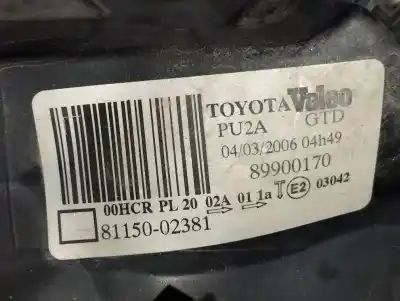 TOYOTA Valeo
PU2A GTD
04/03/2006 04h49
89900170
00HCR PL 20 02A 01 1a E2 03042
81150-02381